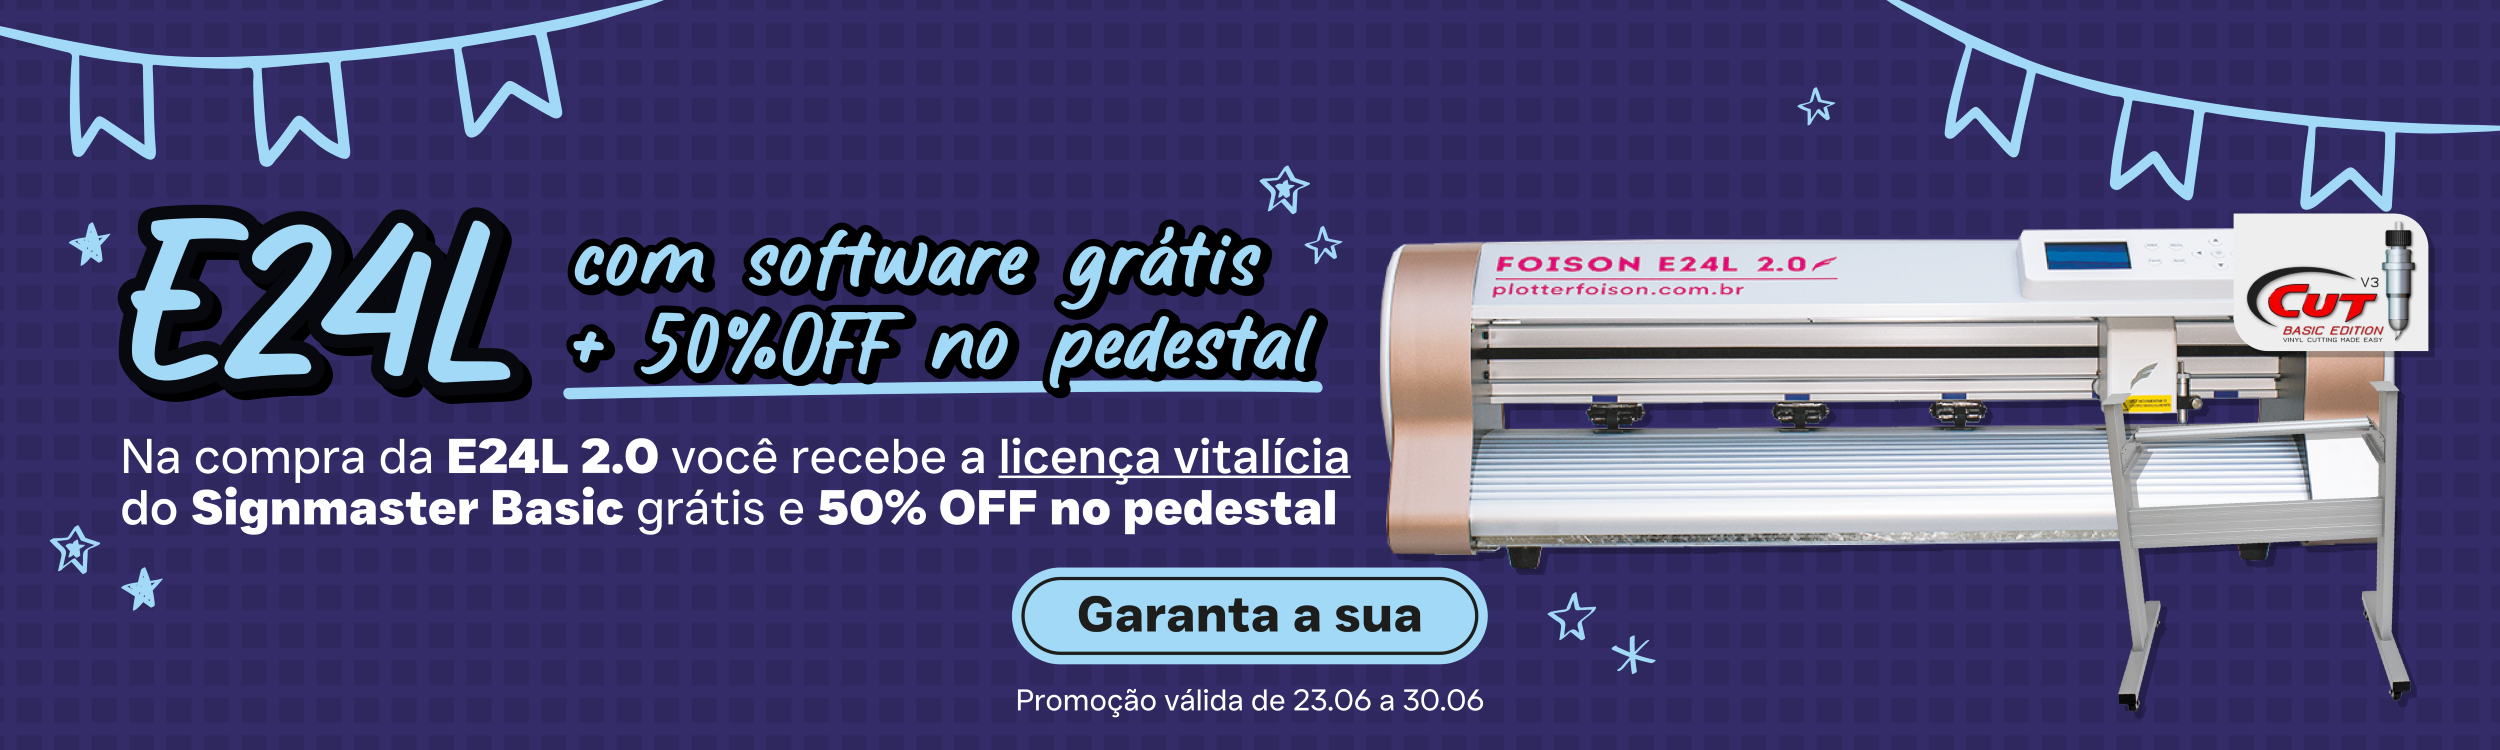 E24L
com software grátis
+ 50%OFF no pedestal
Na compra da E24L 2.0 você recebe a licença vitalícia
do Signmaster Basic grátis e 50% OFF no pedestal
Garanta a sua
Promoção válida de 23.06 a 30.06
FOISON E24L 2.0
plotterfoison.com.br
V3
CUT
BASIC EDITION
VINYL CUTTING MADE EASY